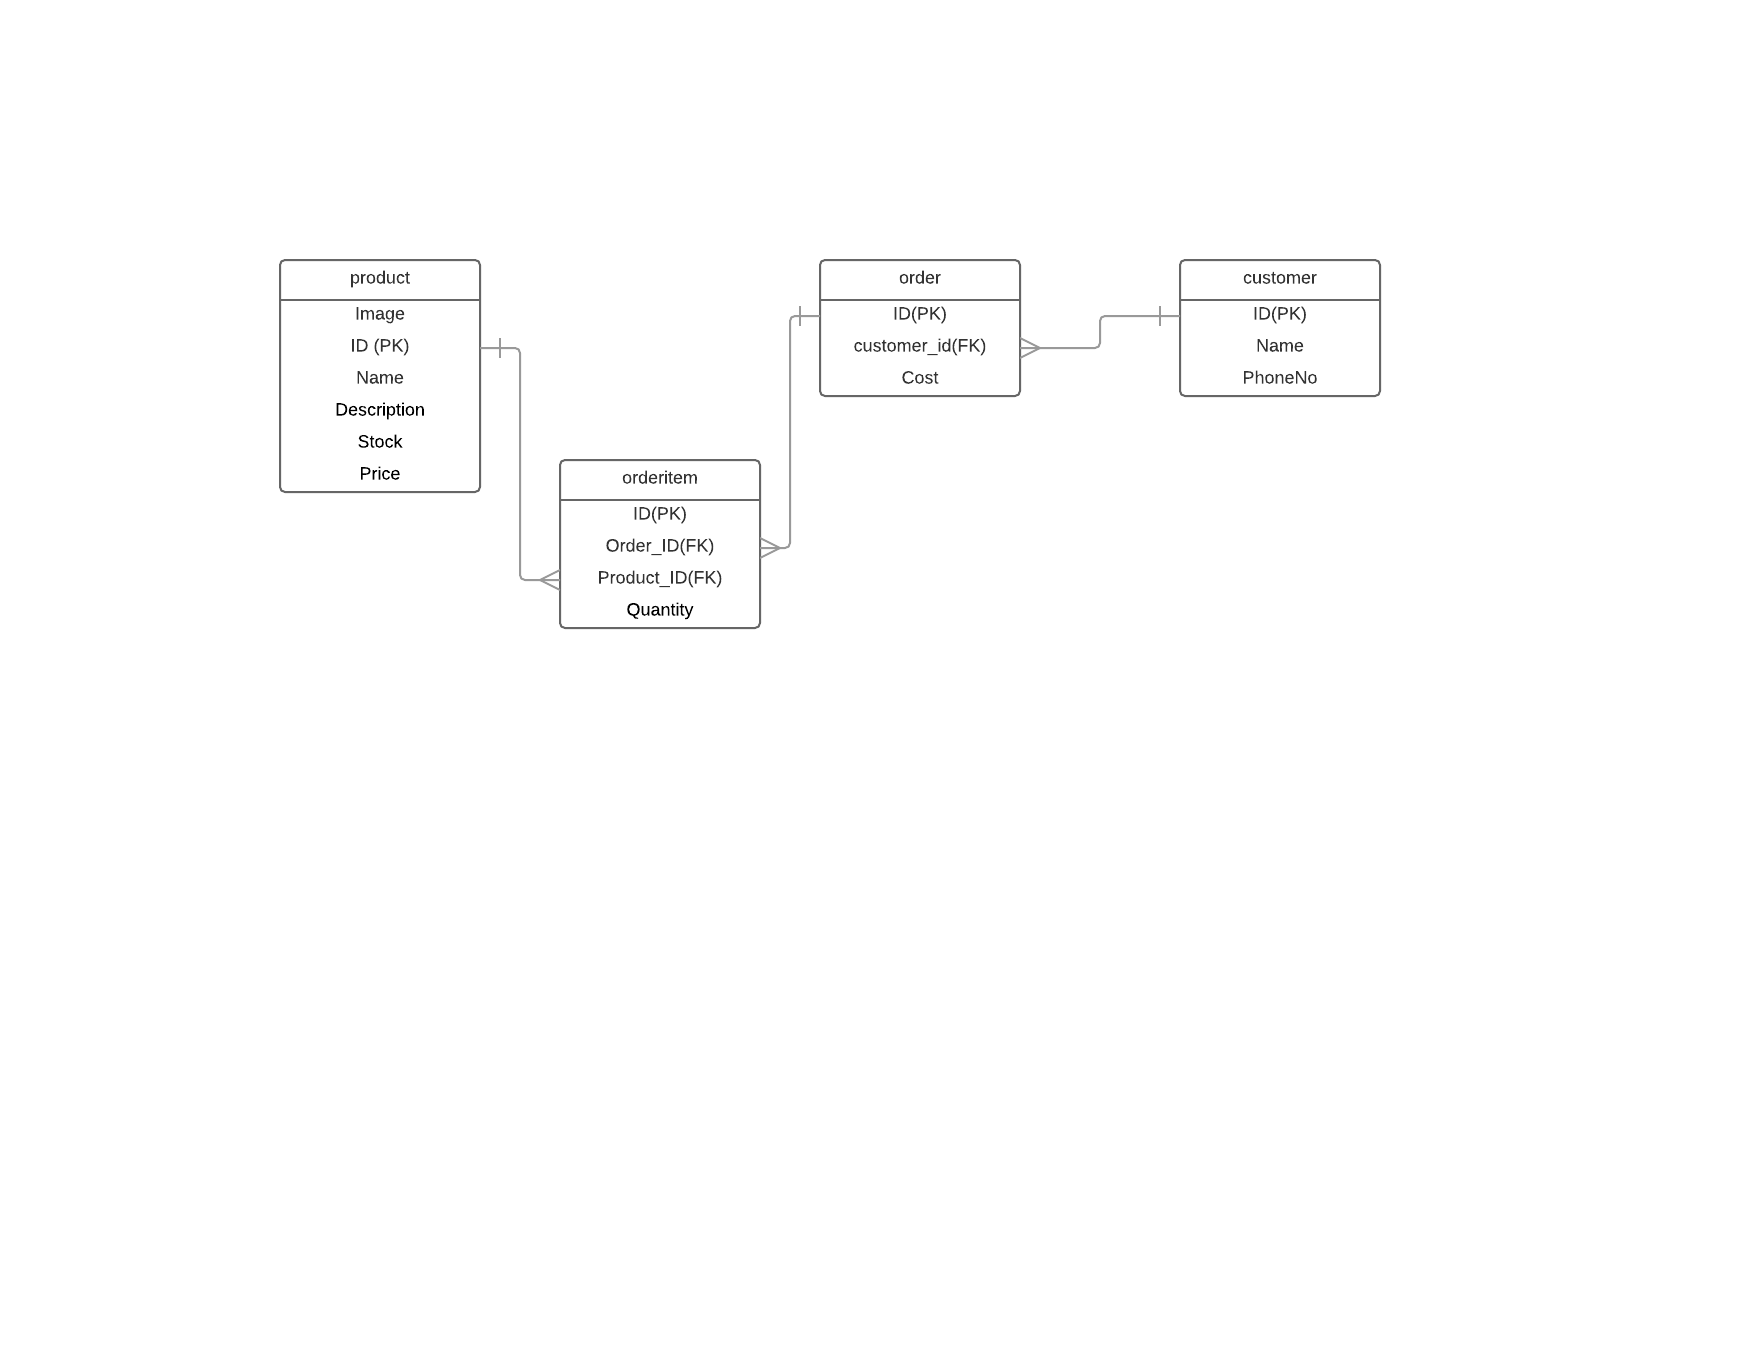 product
Image
ID (PK)
Name
Description
Stock
Price
orderitem
ID(PK)
Order_ID(FK)
Product_ID(FK)
Quantity
order
ID(PK)
customer_id(FK)
Cost
customer
ID(PK)
Name
PhoneNo